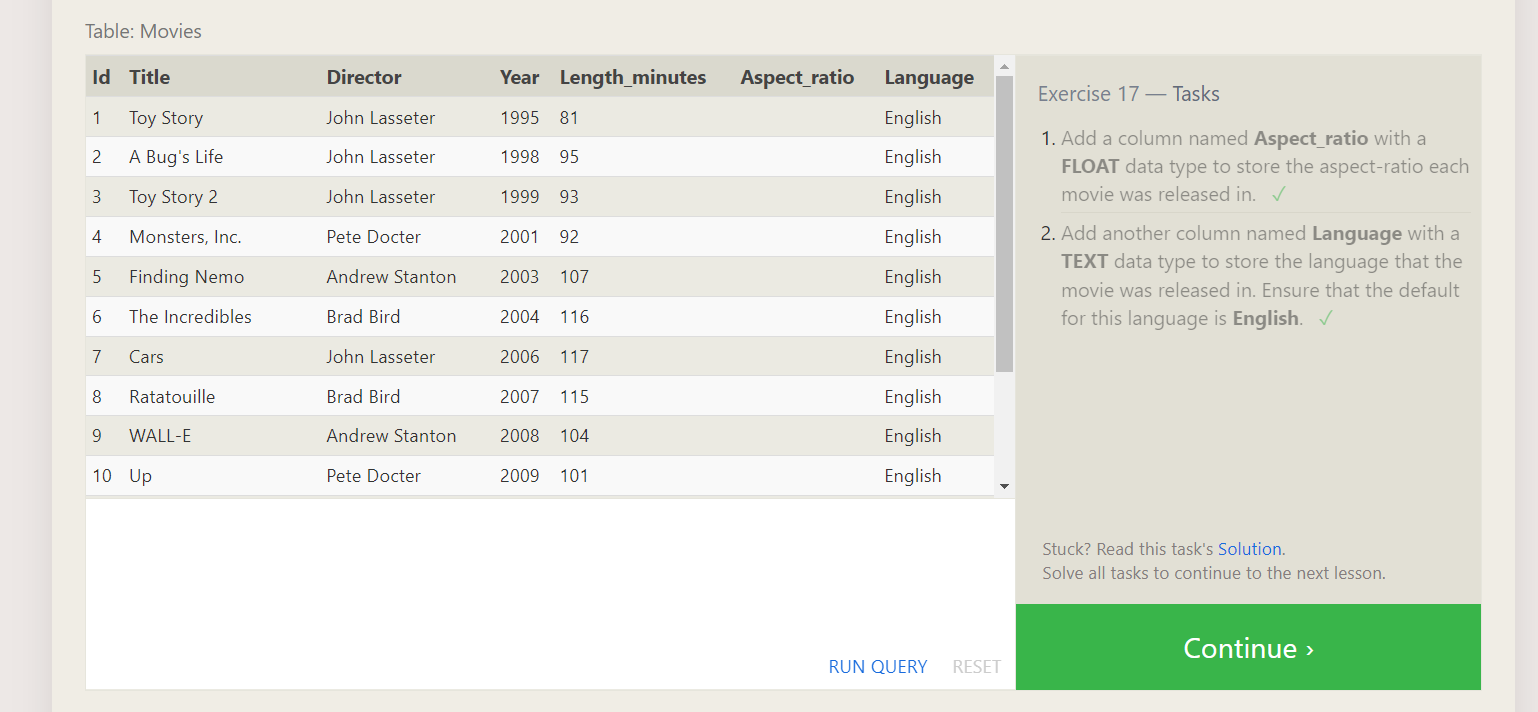 Table: Movies
Id Title Director Year Length_minutes Aspect_ratio Language
1 Toy Story John Lasseter 1995 81 English
2 A Bug's Life John Lasseter 1998 95 English
3 Toy Story 2 John Lasseter 1999 93 English
4 Monsters, Inc. Pete Docter 2001 92 English
5 Finding Nemo Andrew Stanton 2003 107 English
6 The Incredibles Brad Bird 2004 116 English
7 Cars John Lasseter 2006 117 English
8 Ratatouille Brad Bird 2007 115 English
9 WALL-E Andrew Stanton 2008 104 English
10 Up Pete Docter 2009 101 English
RUN QUERY RESET
Exercise 17 — Tasks
1. Add a column named Aspect_ratio with a
FLOAT data type to store the aspect-ratio each
movie was released in. ✓
2. Add another column named Language with a
TEXT data type to store the language that the
movie was released in. Ensure that the default
for this language is English. ✓
Stuck? Read this task's Solution.
Solve all tasks to continue to the next lesson.
Continue ›